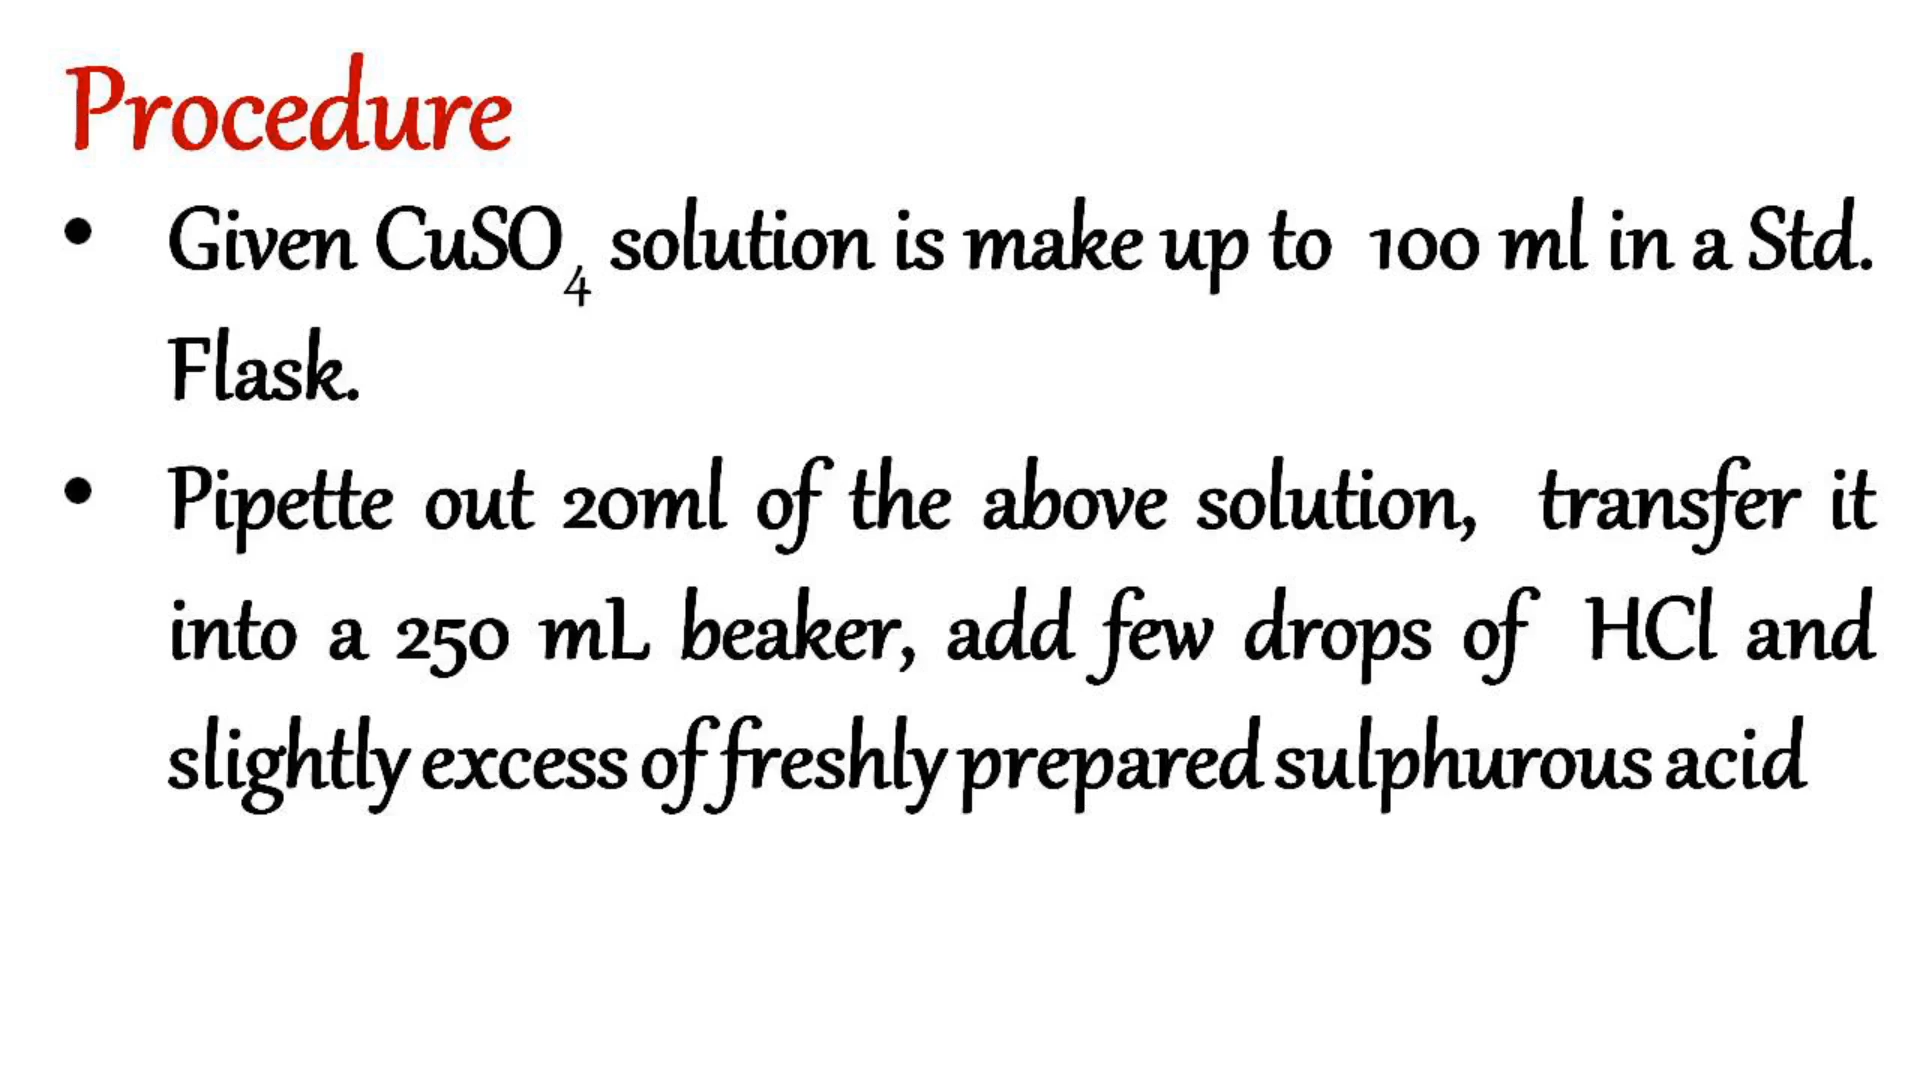 Procedure
• Given CuSO₄ solution is make up to 100 ml in a Std.
Flask.
• Pipette out 20ml of the above solution, transfer it
into a 250 mL beaker, add few drops of HCl and
slightly excess of freshly prepared sulphurous acid